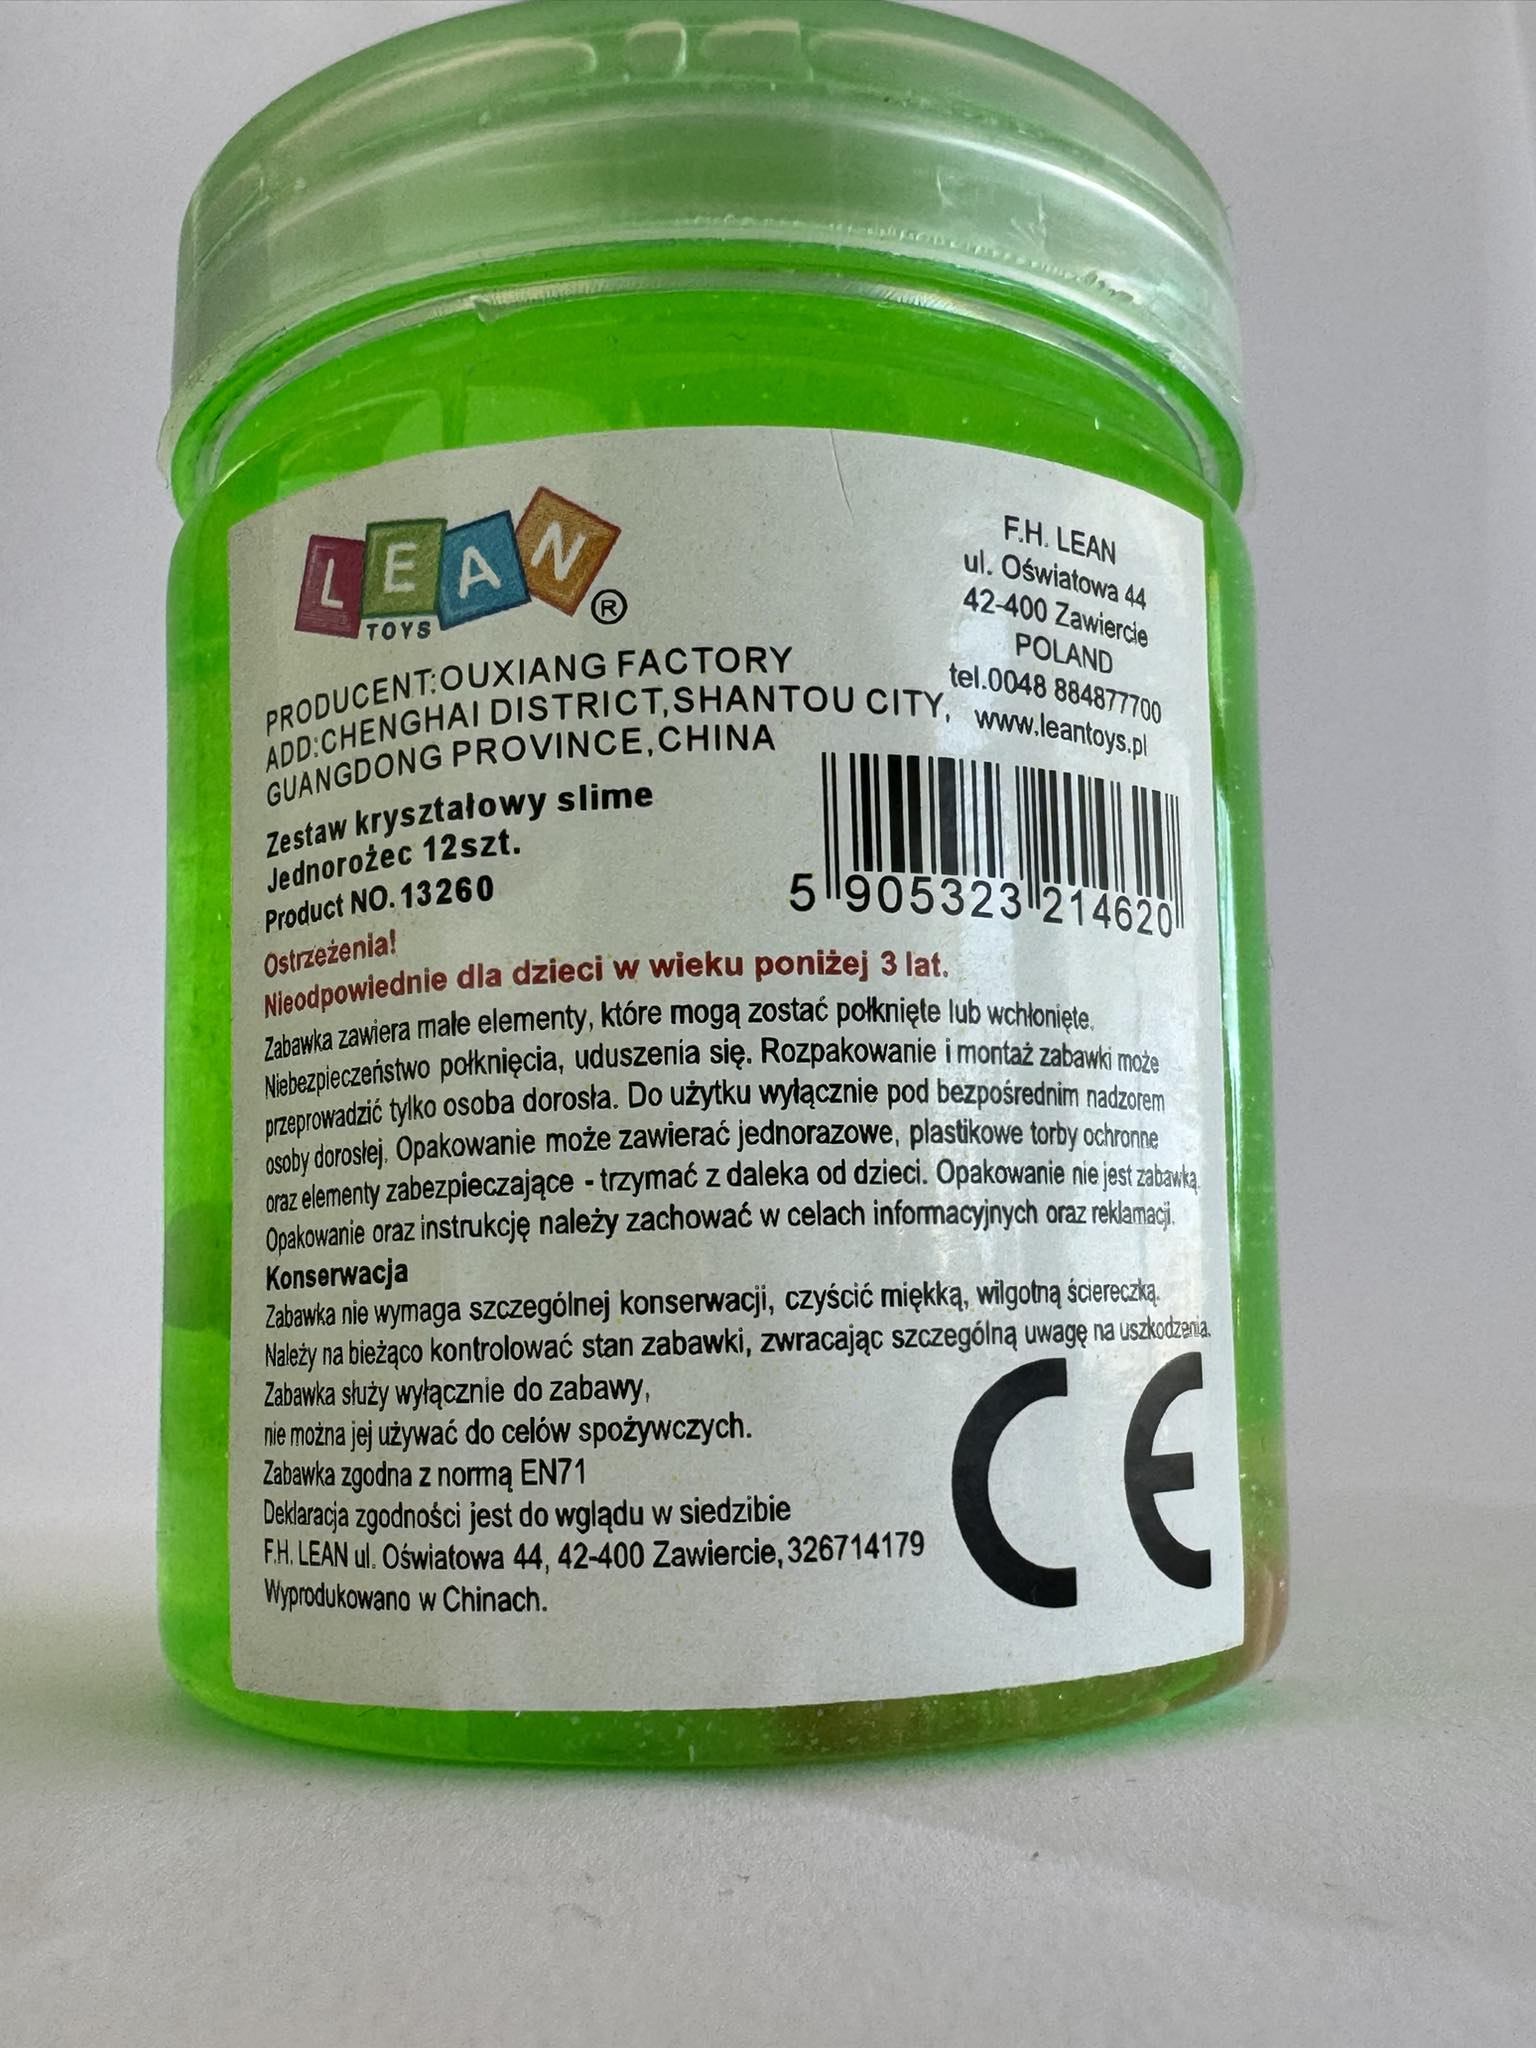 LEAN
TOYS ®
F.H. LEAN
ul. Oświatowa 44
42-400 Zawiercie
POLAND
tel.0048 884877700
www.leantoys.pl
PRODUCENT:OUXIANG FACTORY
ADD:CHENGHAI DISTRICT,SHANTOU CITY,
GUANGDONG PROVINCE,CHINA
Zestaw kryształowy slime
Jednorożec 12szt.
Product NO. 13260
5 905323 214620
Ostrzeżenia!
Nieodpowiednie dla dzieci w wieku poniżej 3 lat.
Zabawka zawiera małe elementy, które mogą zostać połknięte lub wchłonięte.
Niebezpieczeństwo połknięcia, uduszenia się. Rozpakowanie i montaż zabawki może
przeprowadzić tylko osoba dorosła. Do użytku wyłącznie pod bezpośrednim nadzorem
osoby dorosłej. Opakowanie może zawierać jednorazowe, plastikowe torby ochronne
oraz elementy zabezpieczające - trzymać z daleka od dzieci. Opakowanie nie jest zabawką.
Opakowanie oraz instrukcję należy zachować w celach informacyjnych oraz reklamacji.
Konserwacja
Zabawka nie wymaga szczególnej konserwacji, czyścić miękką, wilgotną ściereczką.
Należy na bieżąco kontrolować stan zabawki, zwracając szczególną uwagę na uszkodzenia.
Zabawka służy wyłącznie do zabawy,
nie można jej używać do celów spożywczych.
Zabawka zgodna z normą EN71
Deklaracja zgodności jest do wglądu w siedzibie
F.H. LEAN ul. Oświatowa 44, 42-400 Zawiercie, 326714179
Wyprodukowano w Chinach.
CE